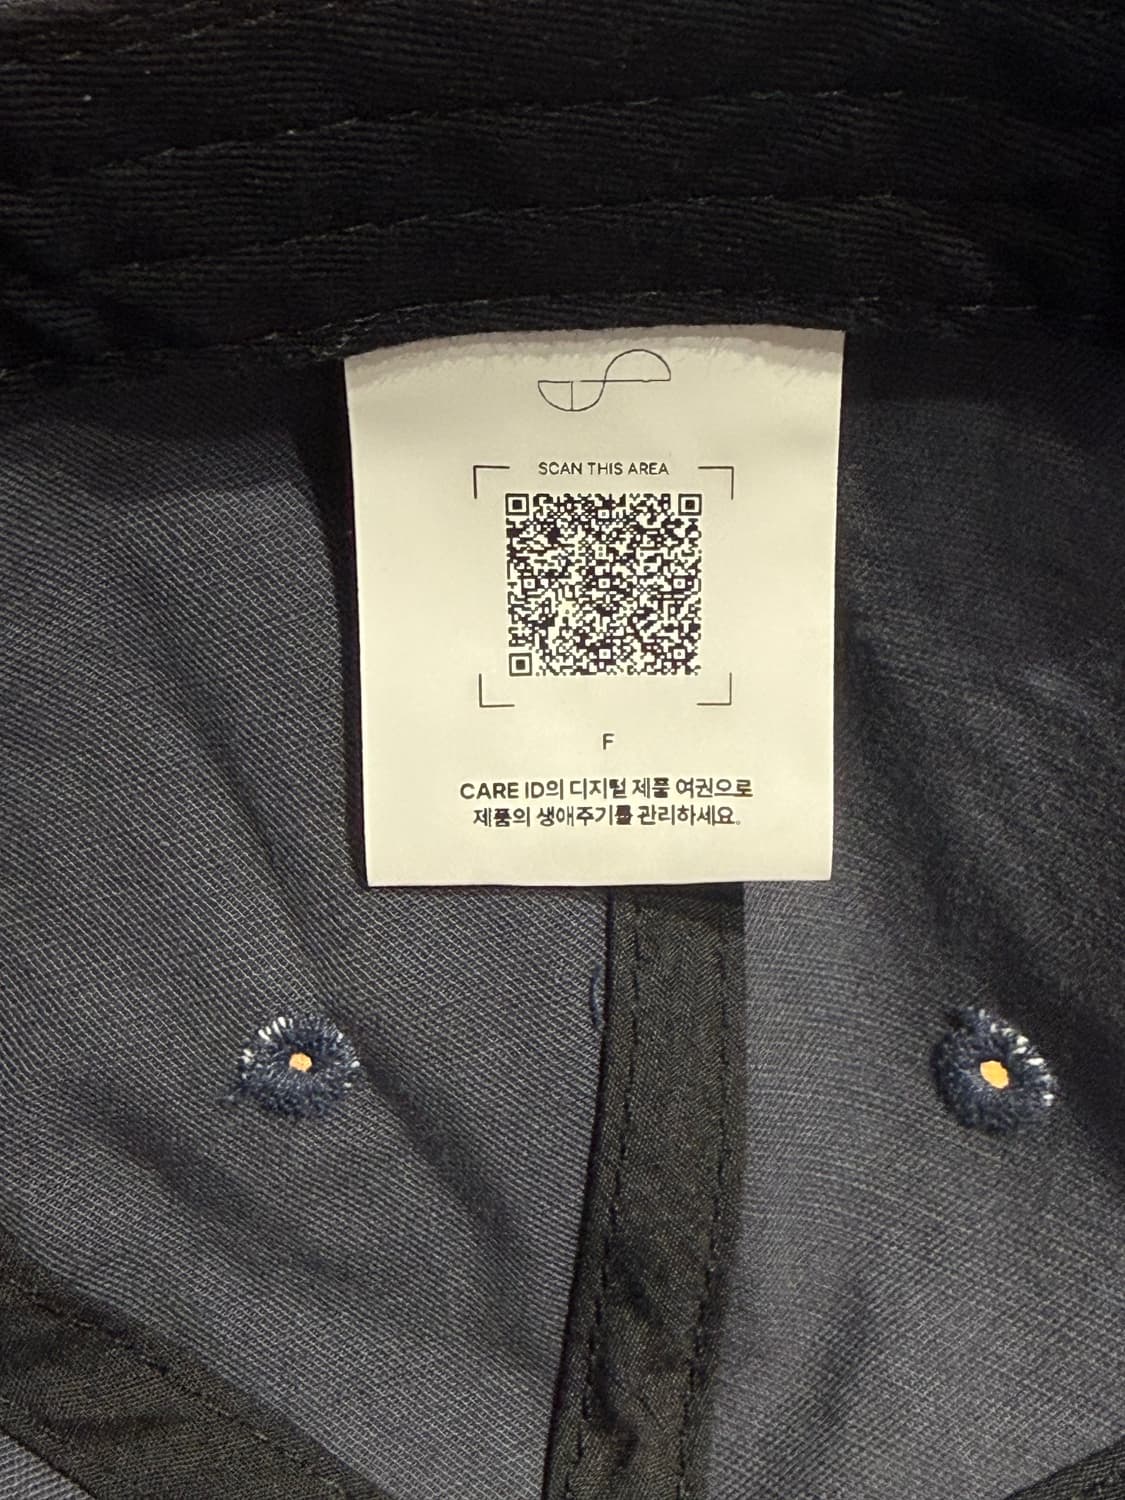 SCAN THIS AREA
F
CARE ID의 디지털 제품 여권으로
제품의 생애주기를 관리하세요.